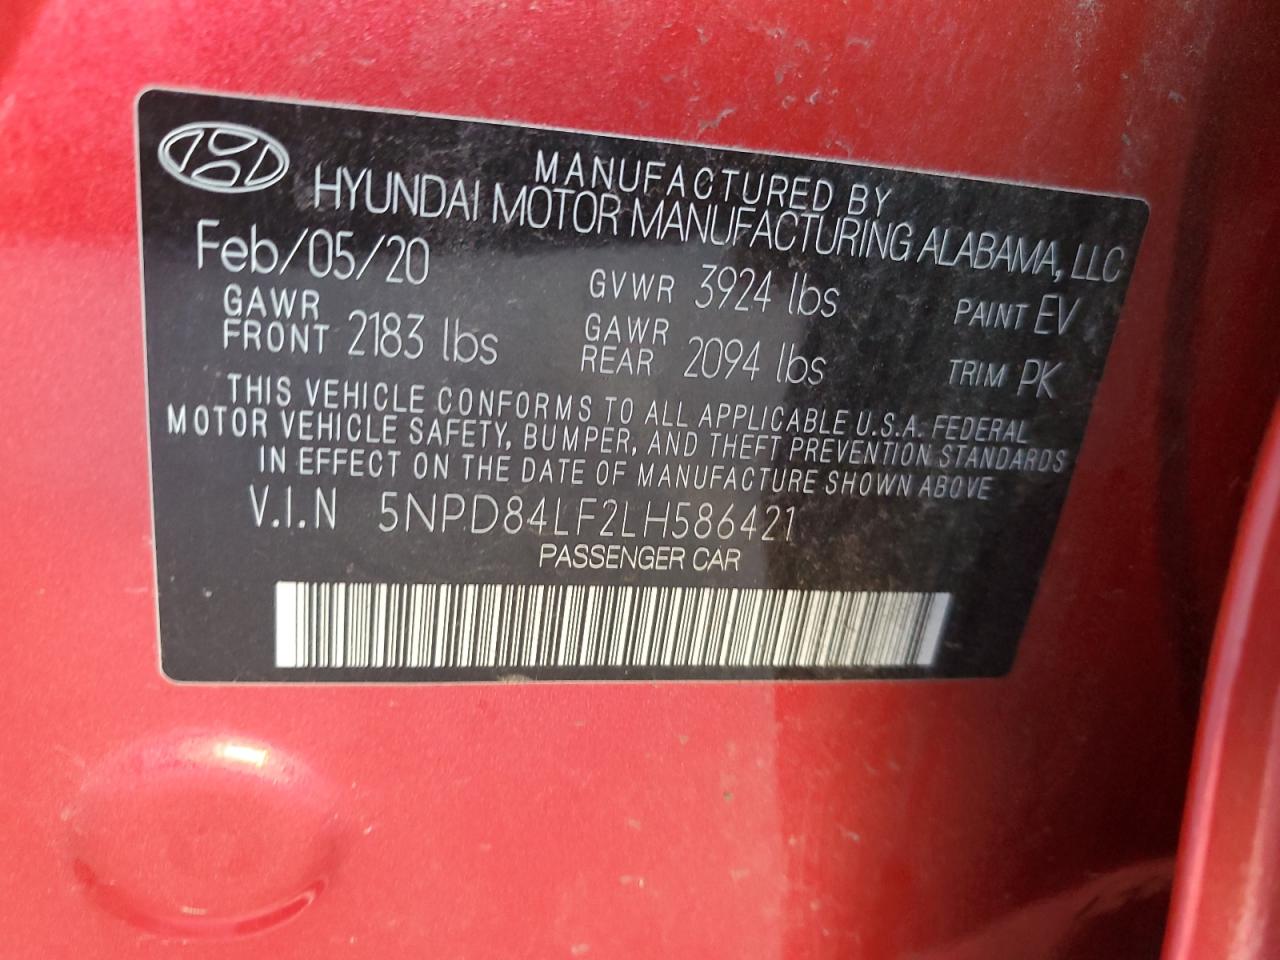 MANUFACTURED BY
HYUNDAI MOTOR MANUFACTURING ALABAMA, LLC
Feb/05/20
GVWR 3924 lbs
PAINT EV
GAWR FRONT 2183 lbs
GAWR REAR 2094 lbs
TRIM PK
THIS VEHICLE CONFORMS TO ALL APPLICABLE U.S.A. FEDERAL
MOTOR VEHICLE SAFETY, BUMPER, AND THEFT PREVENTION STANDARDS
IN EFFECT ON THE DATE OF MANUFACTURE SHOWN ABOVE
V.I.N 5NPD84LF2LH586421
PASSENGER CAR